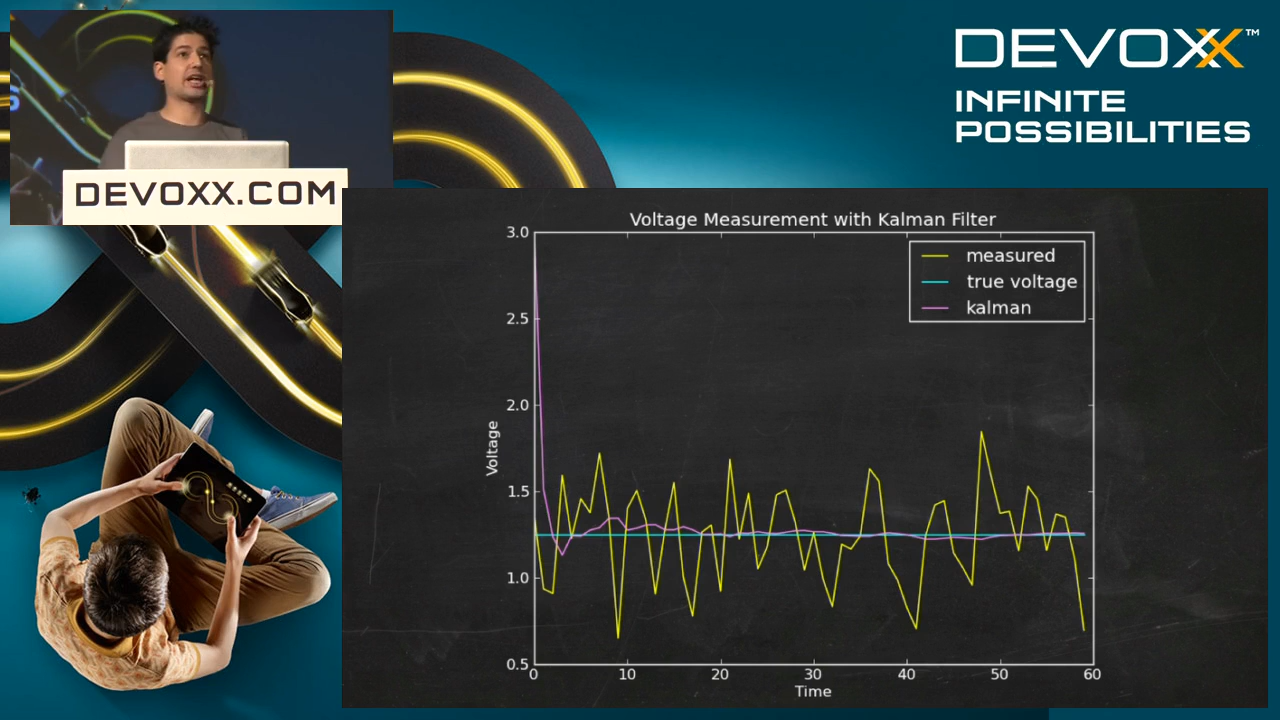 DEVOXX™
INFINITE
POSSIBILITIES
DEVOXX.COM
Voltage Measurement with Kalman Filter
3.0
2.5
2.0
1.5
1.0
0.5
Voltage
measured
true voltage
kalman
0 10 20 30 40 50 60
Time